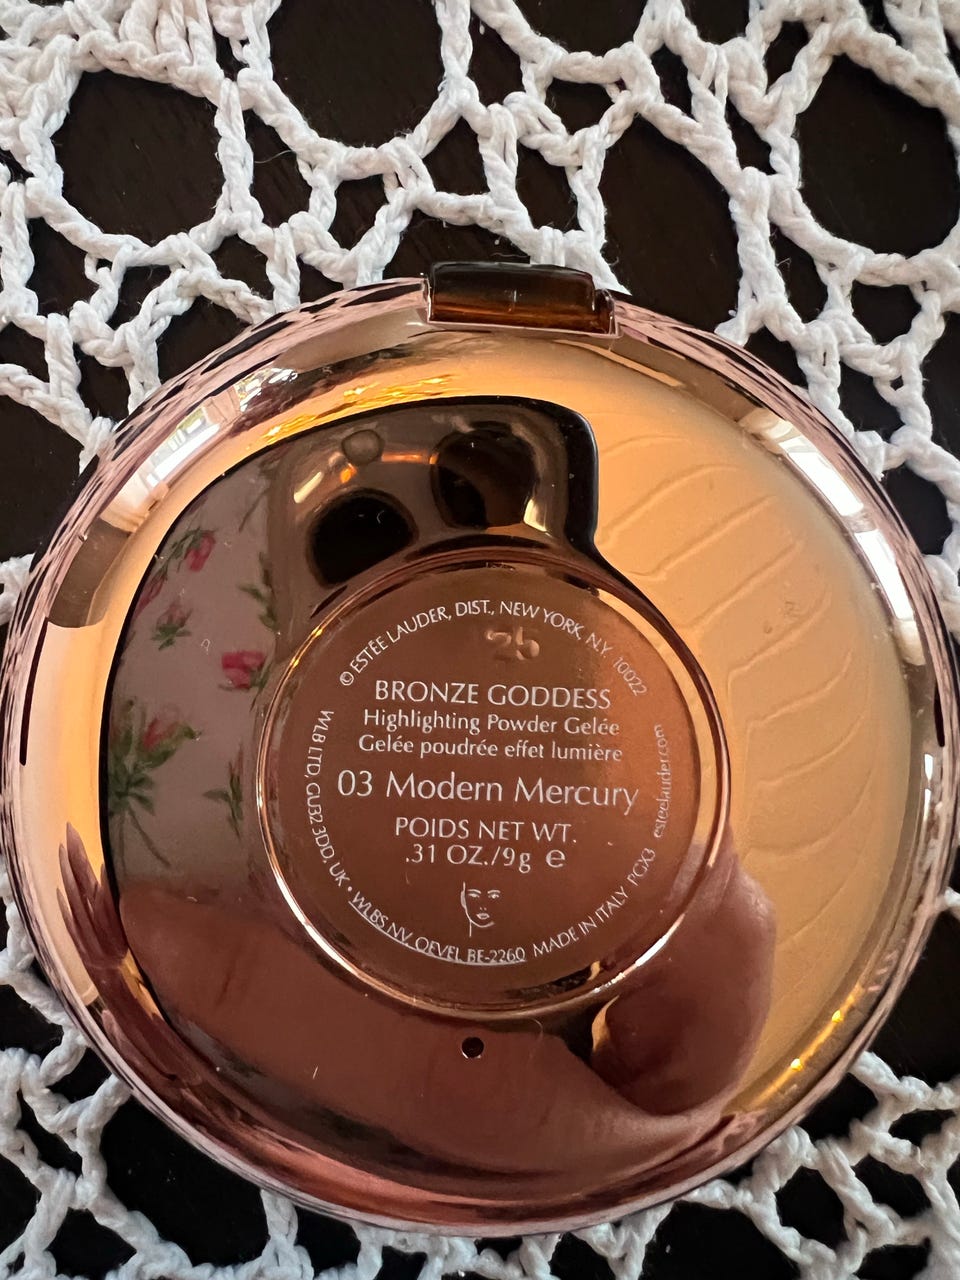 © ESTĒE LAUDER, DIST., NEW YORK, N.Y. 10022
BRONZE GODDESS
Highlighting Powder Gelée
Gelée poudrée effet lumière
03 Modern Mercury
POIDS NET WT.
.31 OZ./9g e
WLB LTD, GU32 3DD, UK • WLBS NV, OEVEL BE-2260 MADE IN ITALY PGX3 esteelauder.com